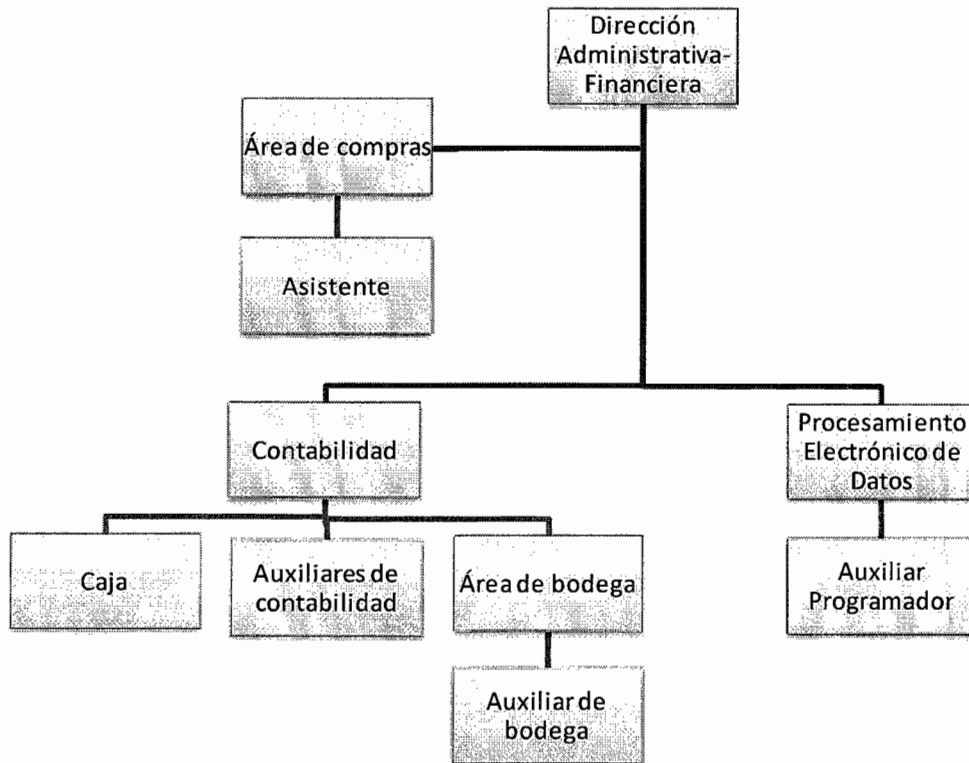 Dirección
Administrativa-
Financiera
Área de compras
Asistente
Contabilidad
Procesamiento
Electrónico de
Datos
Caja
Auxiliares de
contabilidad
Área de bodega
Auxiliar
Programador
Auxiliar de
bodega